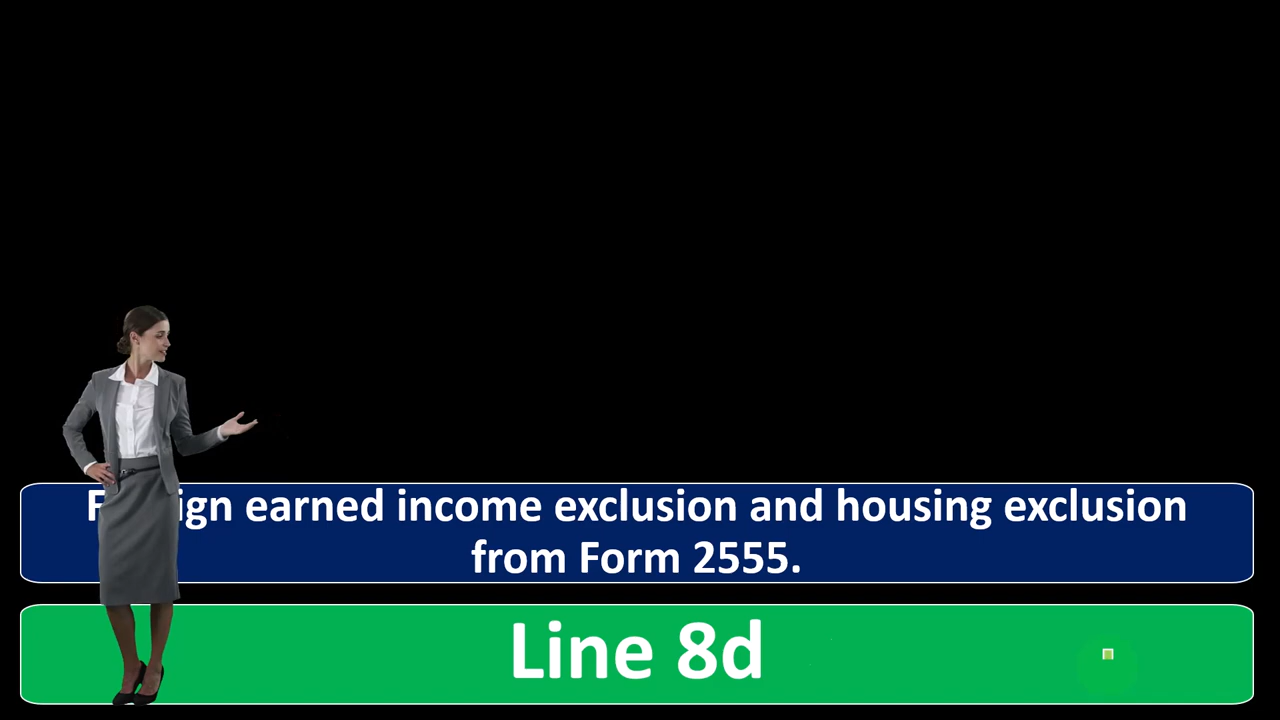 earned income exclusion and housing exclusion
from Form 2555.
Line 8d